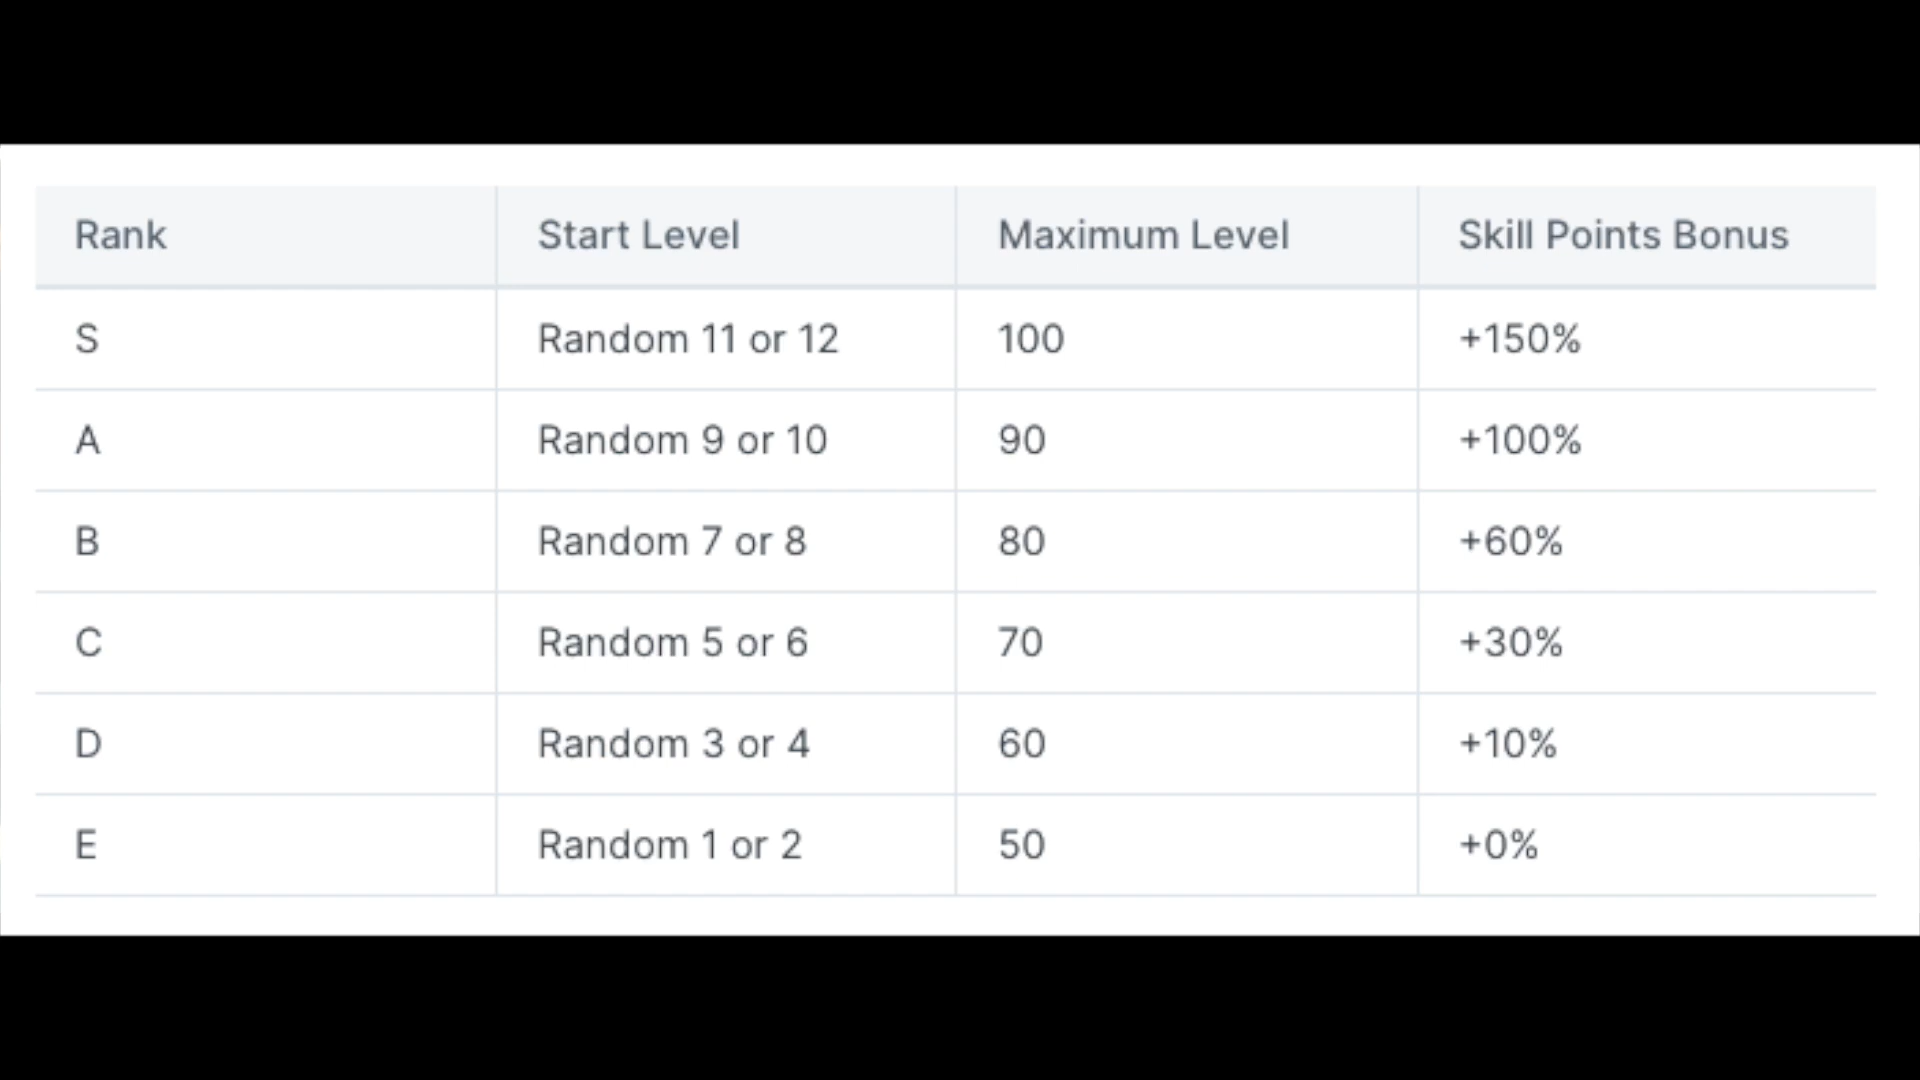 Rank Start Level Maximum Level Skill Points Bonus
S Random 11 or 12 100 +150%
A Random 9 or 10 90 +100%
B Random 7 or 8 80 +60%
C Random 5 or 6 70 +30%
D Random 3 or 4 60 +10%
E Random 1 or 2 50 +0%